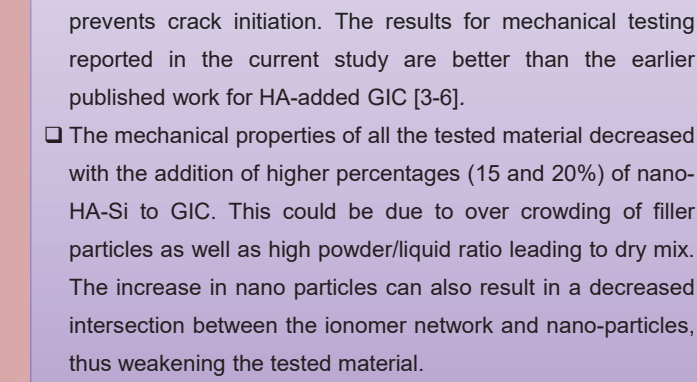 prevents crack initiation. The results for mechanical testing
reported in the current study are better than the earlier
published work for HA-added GIC [3-6].
❑ The mechanical properties of all the tested material decreased
with the addition of higher percentages (15 and 20%) of nano-
HA-Si to GIC. This could be due to over crowding of filler
particles as well as high powder/liquid ratio leading to dry mix.
The increase in nano particles can also result in a decreased
intersection between the ionomer network and nano-particles,
thus weakening the tested material.